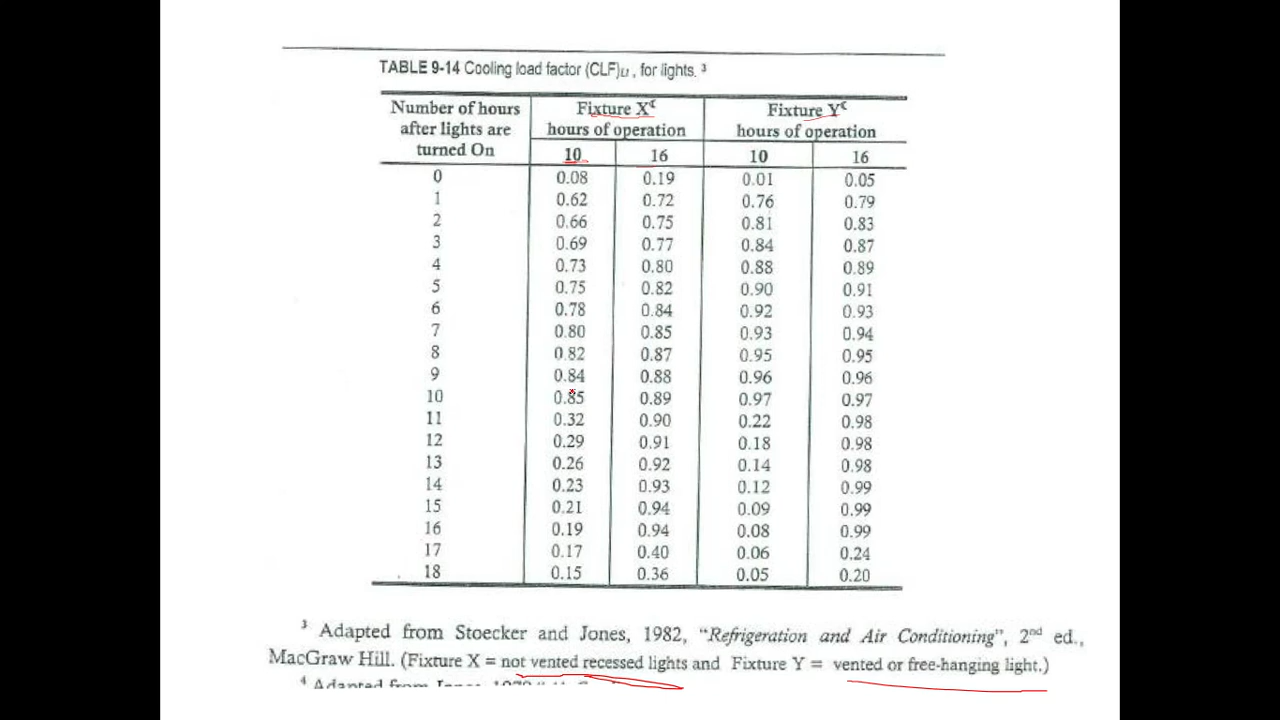 TABLE 9-14 Cooling load factor (CLF)Li , for lights. 3
Number of hours after lights are turned On Fixture Xς hours of operation Fixture Yς hours of operation
10 16 10 16
0 0.08 0.19 0.01 0.05
1 0.62 0.72 0.76 0.79
2 0.66 0.75 0.81 0.83
3 0.69 0.77 0.84 0.87
4 0.73 0.80 0.88 0.89
5 0.75 0.82 0.90 0.91
6 0.78 0.84 0.92 0.93
7 0.80 0.85 0.93 0.94
8 0.82 0.87 0.95 0.95
9 0.84 0.88 0.96 0.96
10 0.85 0.89 0.97 0.97
11 0.32 0.90 0.22 0.98
12 0.29 0.91 0.18 0.98
13 0.26 0.92 0.14 0.98
14 0.23 0.93 0.12 0.99
15 0.21 0.94 0.09 0.99
16 0.19 0.94 0.08 0.99
17 0.17 0.40 0.06 0.24
18 0.15 0.36 0.05 0.20
3 Adapted from Stoecker and Jones, 1982, “Refrigeration and Air Conditioning”, 2nd ed.,
MacGraw Hill. (Fixture X = not vented recessed lights and Fixture Y = vented or free-hanging light.)
4 Adapted from